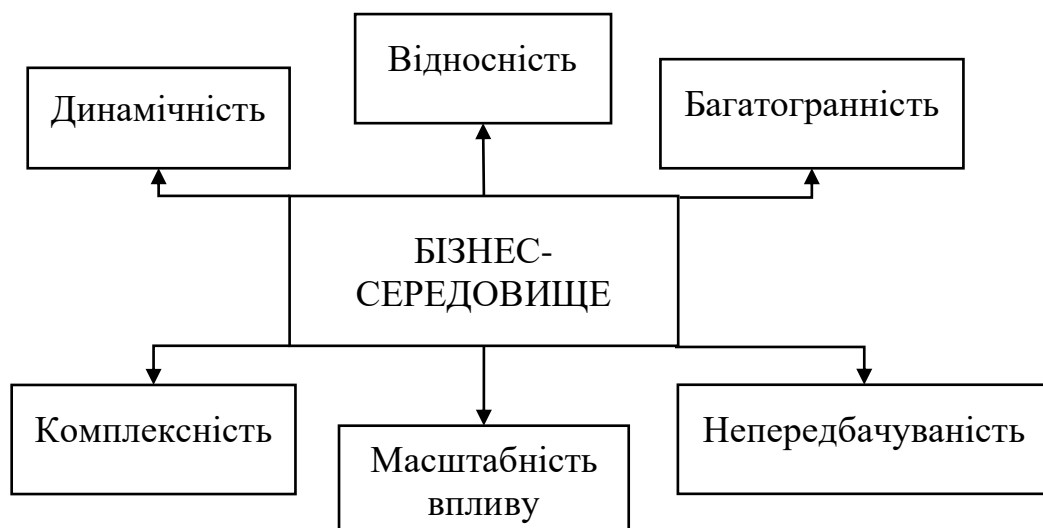 Відносність
Динамічність
Багатогранність
БІЗНЕС-
СЕРЕДОВИЩЕ
Комплексність
Масштабність
впливу
Непередбачуваність